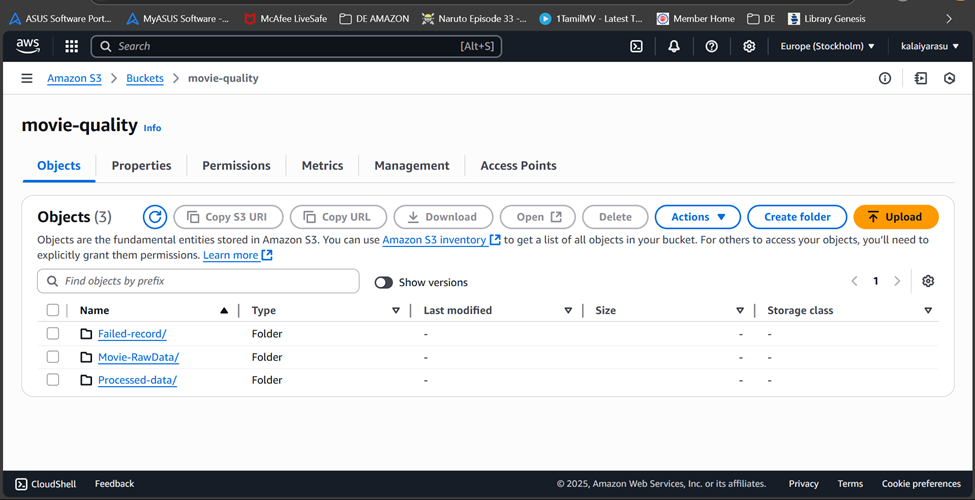 ASUS Software Port... MyASUS Software -... McAfee LiveSafe DE AMAZON Naruto Episode 33 -... 1TamilMV - Latest T... Member Home DE Library Genesis
aws Search [Alt+S] Europe (Stockholm) kalaiyarasu
Amazon S3 Buckets movie-quality
movie-quality Info
Objects Properties Permissions Metrics Management Access Points
Objects (3) Copy S3 URI Copy URL Download Open Delete Actions Create folder Upload
Objects are the fundamental entities stored in Amazon S3. You can use Amazon S3 inventory to get a list of all objects in your bucket. For others to access your objects, you'll need to
explicitly grant them permissions. Learn more
Find objects by prefix Show versions 1
Name Type Last modified Size Storage class
Failed-record/ Folder - - -
Movie-RawData/ Folder - - -
Processed-data/ Folder - - -
CloudShell Feedback © 2025, Amazon Web Services, Inc. or its affiliates. Privacy Terms Cookie preferences